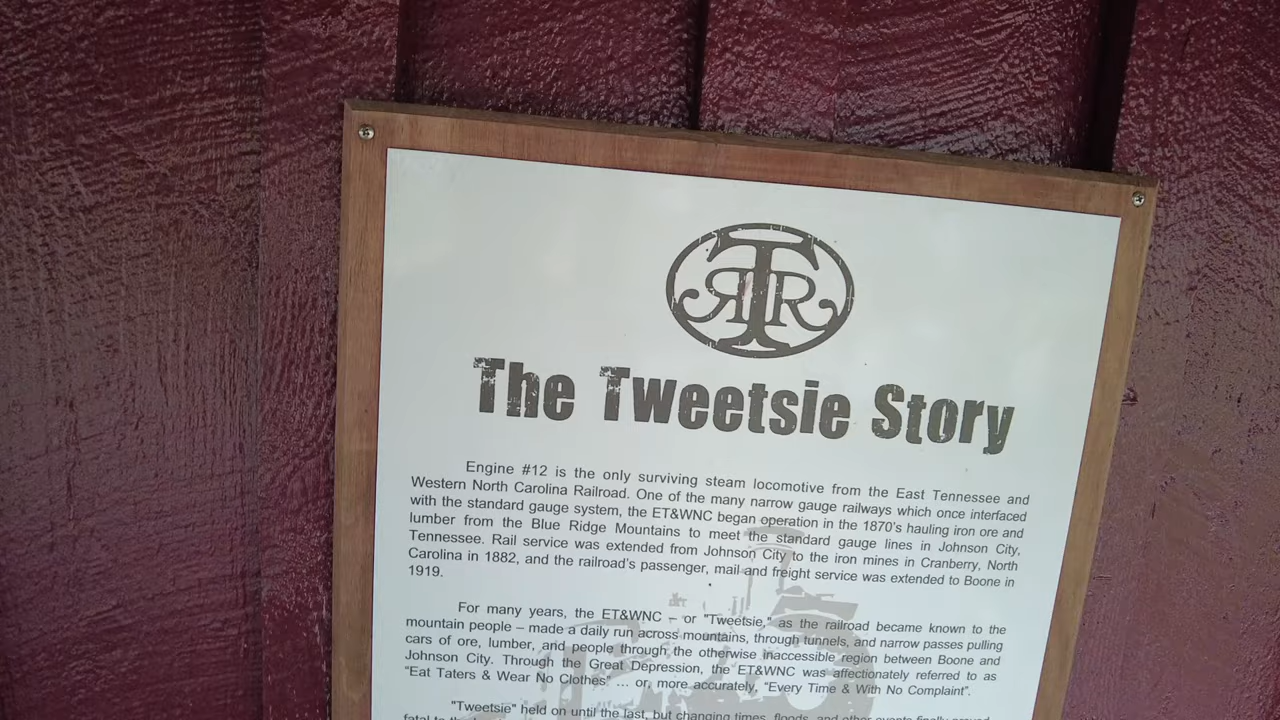 TRR
The Tweetsie Story
Engine #12 is the only surviving steam locomotive from the East Tennessee and
Western North Carolina Railroad. One of the many narrow gauge railways which once interfaced
with the standard gauge system, the ET&WNC began operation in the 1870's hauling iron ore and
lumber from the Blue Ridge Mountains to meet the standard gauge lines in Johnson City,
Tennessee. Rail service was extended from Johnson City to the iron mines in Cranberry, North
Carolina in 1882, and the railroad's passenger, mail and freight service was extended to Boone in
1919.
For many years, the ET&WNC – or "Tweetsie," as the railroad became known to the
mountain people – made a daily run across mountains, through tunnels, and narrow passes pulling
cars of ore, lumber, and people through the otherwise inaccessible region between Boone and
Johnson City. Through the Great Depression, the ET&WNC was affectionately referred to as
"Eat Taters & Wear No Clothes" … or, more accurately, "Every Time & With No Complaint".
"Tweetsie" held on until the last, but changing times, floods, and other events finally proved
fatal to the